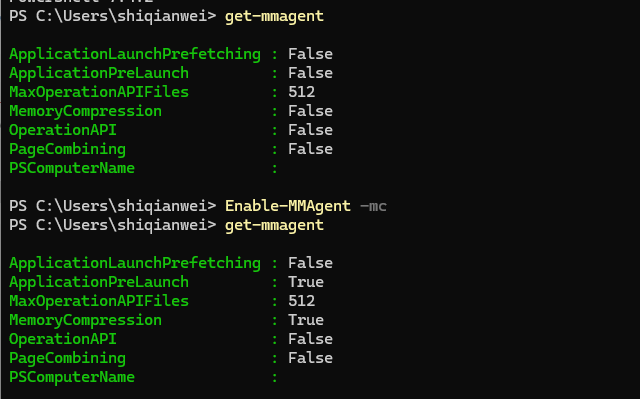 PS C:\Users\shiqianwei> get-mmagent
ApplicationLaunchPrefetching : False
ApplicationPreLaunch         : False
MaxOperationAPIFiles         : 512
MemoryCompression            : False
OperationAPI                 : False
PageCombining                : False
PSComputerName               :
PS C:\Users\shiqianwei> Enable-MMAgent -mc
PS C:\Users\shiqianwei> get-mmagent
ApplicationLaunchPrefetching : False
ApplicationPreLaunch         : True
MaxOperationAPIFiles         : 512
MemoryCompression            : True
OperationAPI                 : False
PageCombining                : False
PSComputerName               :